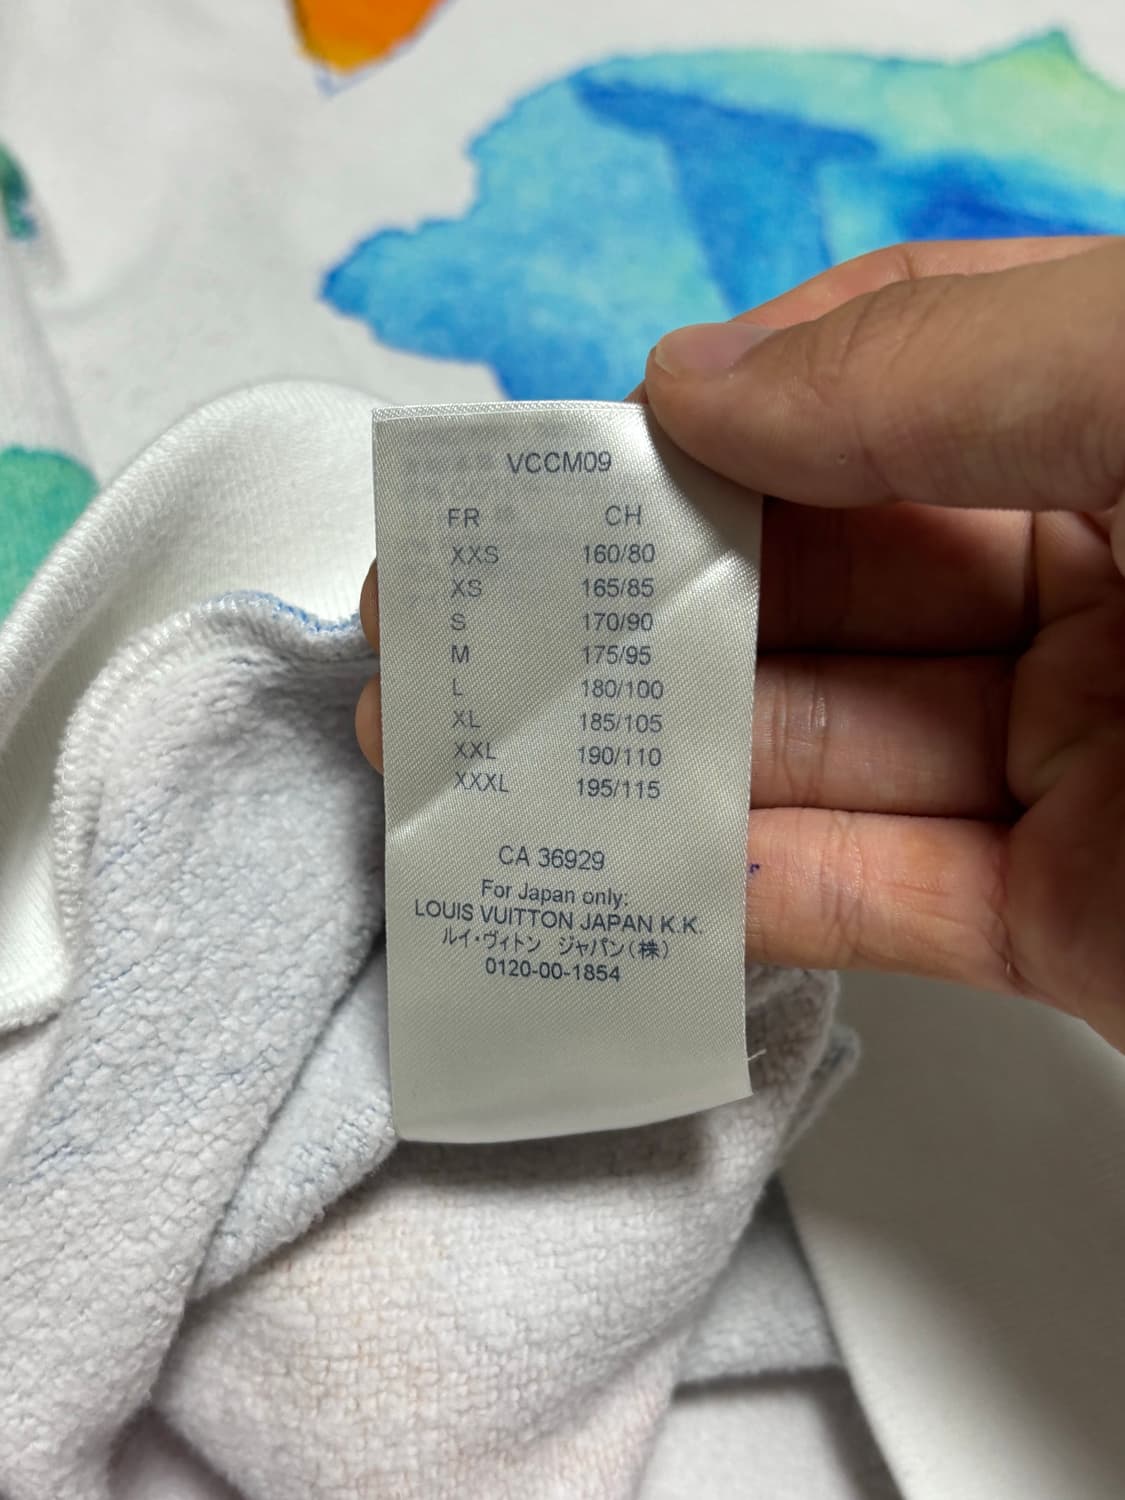 VCCM09
FR CH
XXS 160/80
XS 165/85
S 170/90
M 175/95
L 180/100
XL 185/105
XXL 190/110
XXXL 195/115
CA 36929
For Japan only:
LOUIS VUITTON JAPAN K.K.
ルイ・ヴィトン ジャパン(株)
0120-00-1854